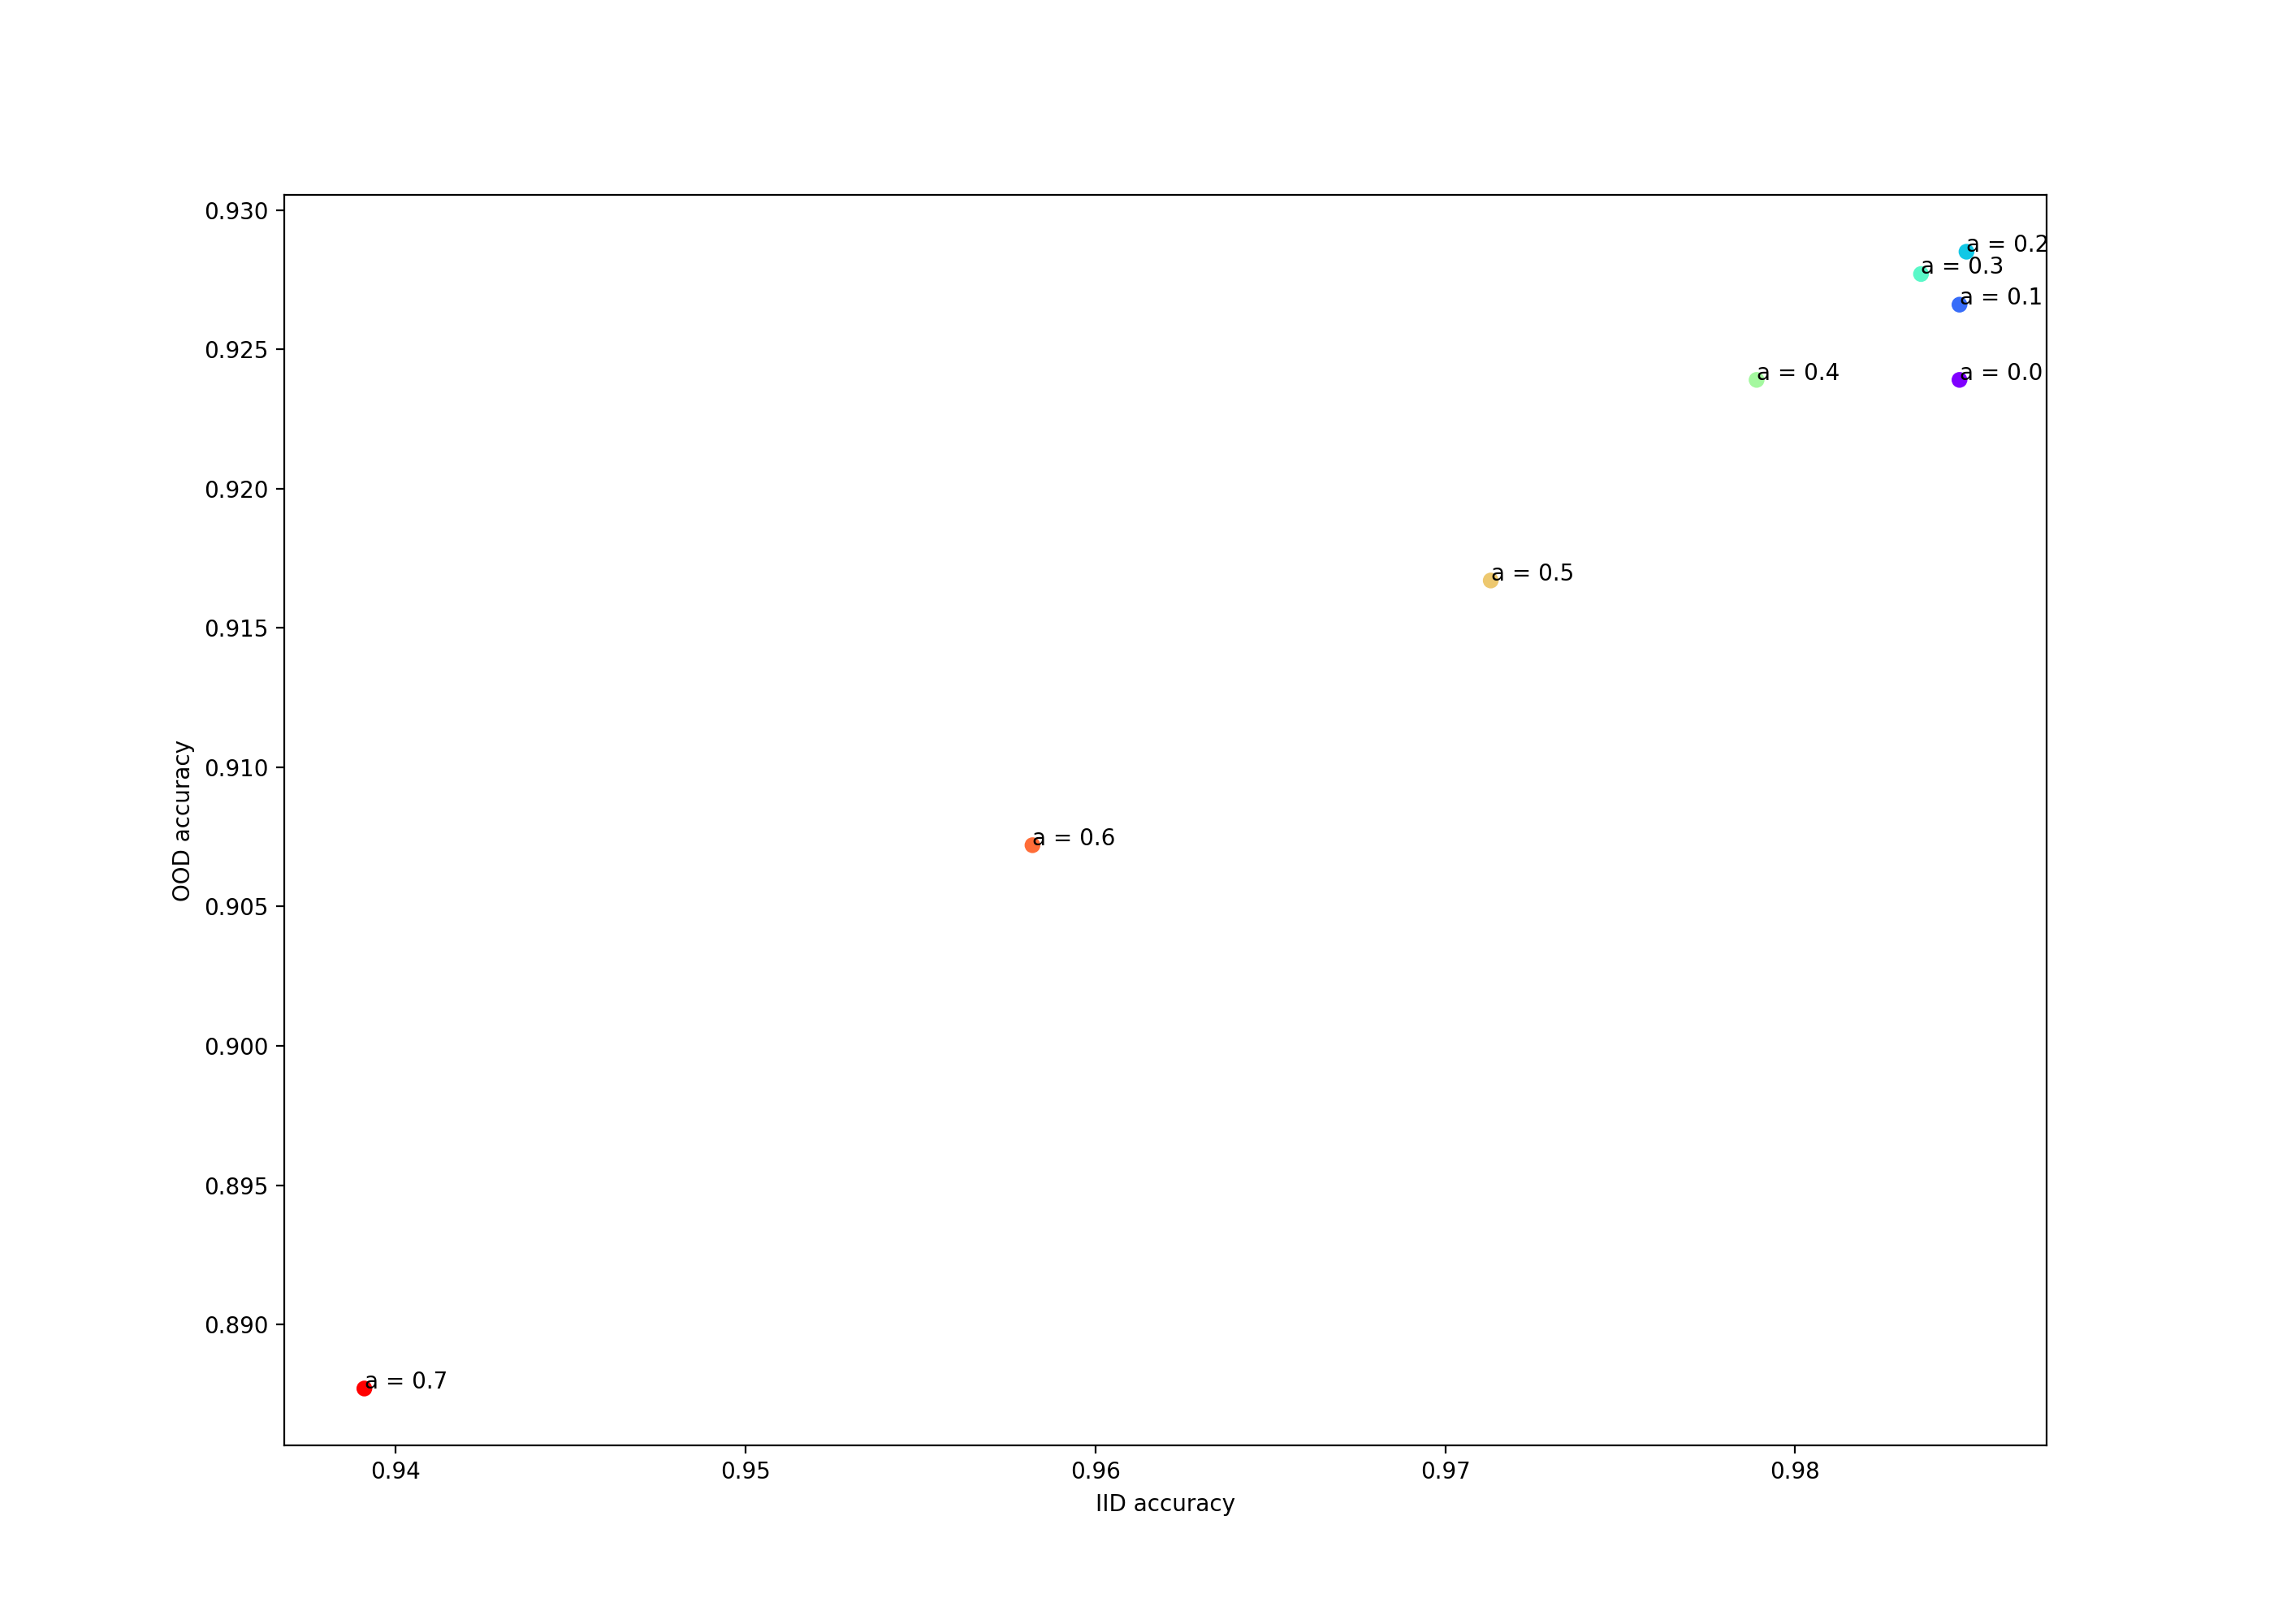 0.930
0.925
0.920
0.915
0.910
0.905
0.900
0.895
0.890
OOD accuracy
a = 0.2
a = 0.3
a = 0.1
a = 0.4
a = 0.0
a = 0.5
a = 0.6
a = 0.7
0.94 0.95 0.96 0.97 0.98
IID accuracy